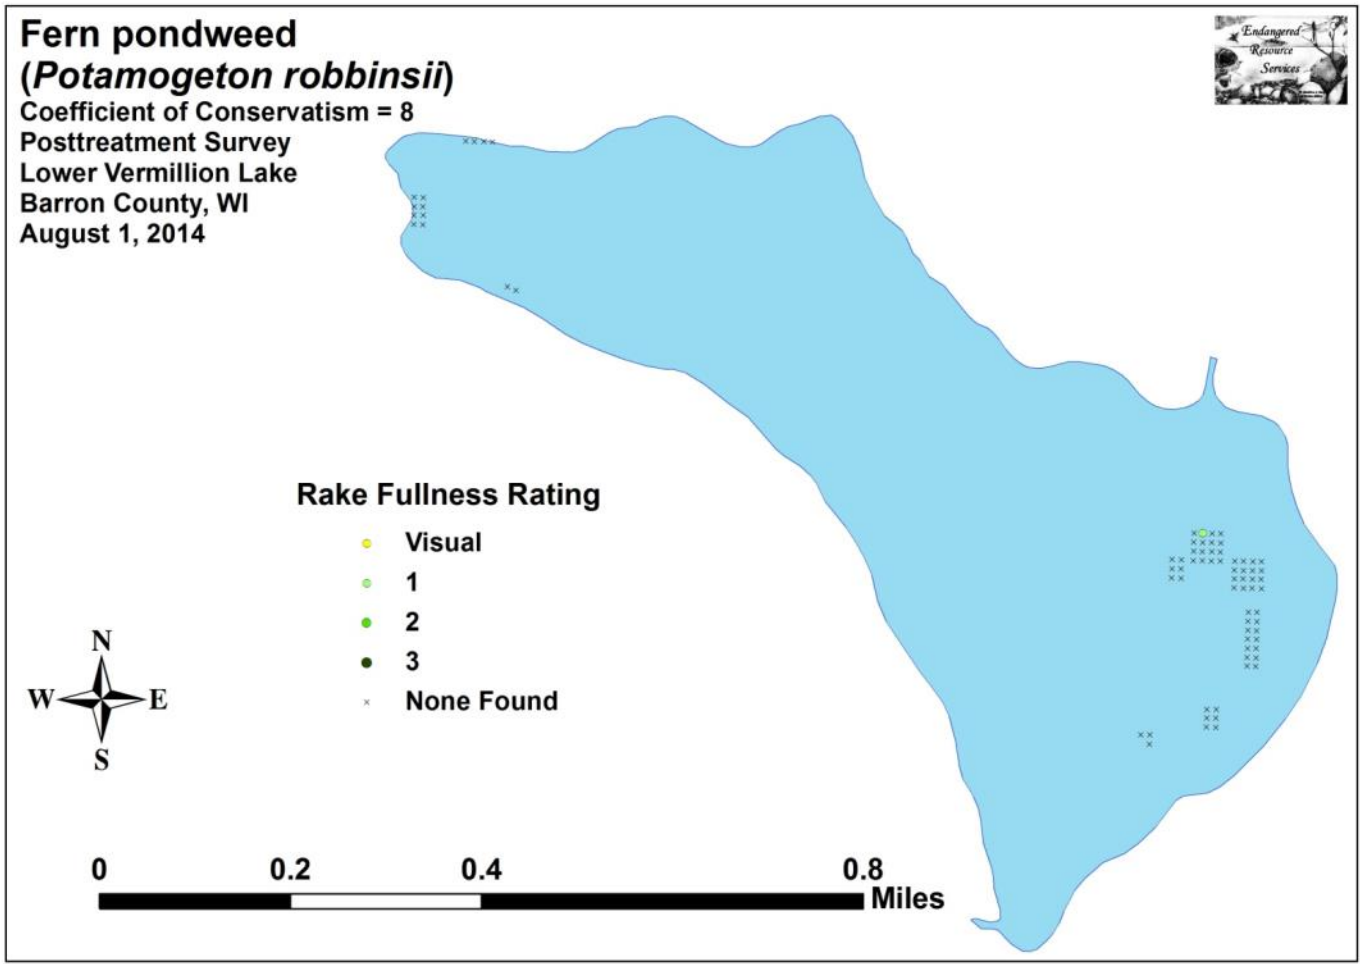 Fern pondweed
(Potamogeton robbinsii)
Coefficient of Conservatism = 8
Posttreatment Survey
Lower Vermillion Lake
Barron County, WI
August 1, 2014
Endangered
Resource
Services
Rake Fullness Rating
Visual
1
2
3
None Found
N
W E
S
0 0.2 0.4 0.8
Miles